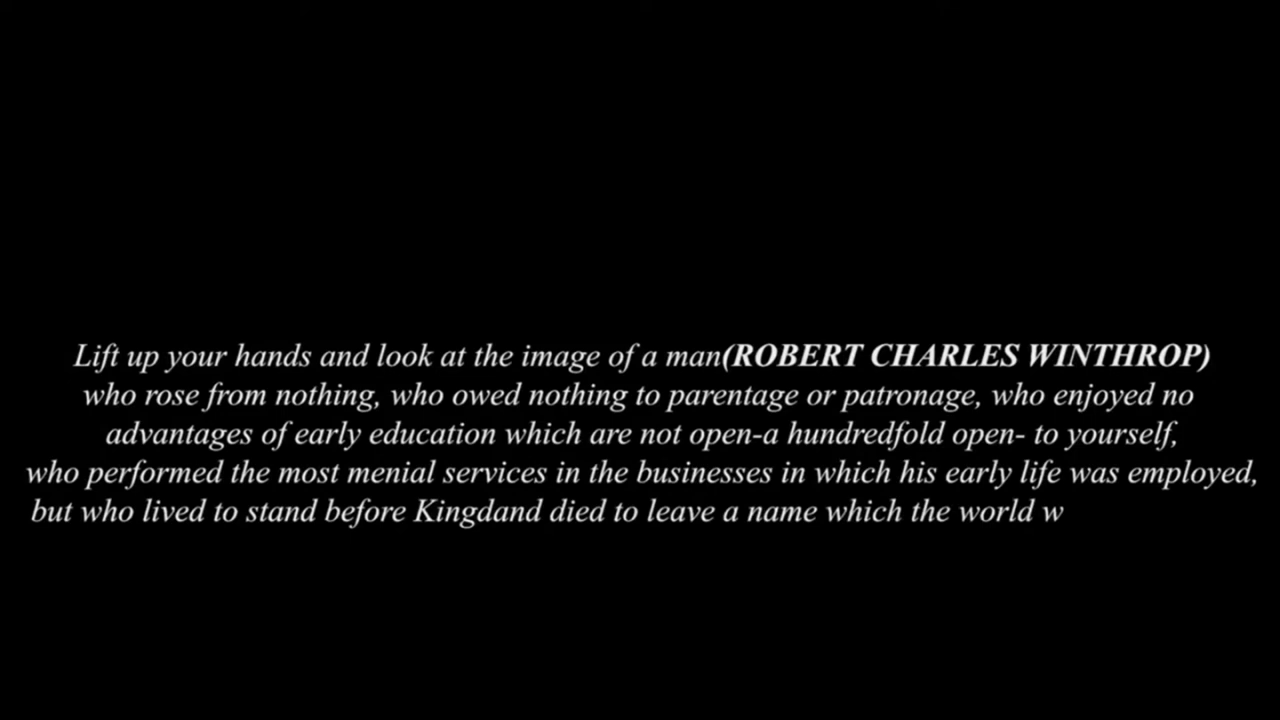 Lift up your hands and look at the image of a man(ROBERT CHARLES WINTHROP)
who rose from nothing, who owed nothing to parentage or patronage, who enjoyed no
advantages of early education which are not open-a hundredfold open- to yourself,
who performed the most menial services in the businesses in which his early life was employed,
but who lived to stand before Kingdand died to leave a name which the world w